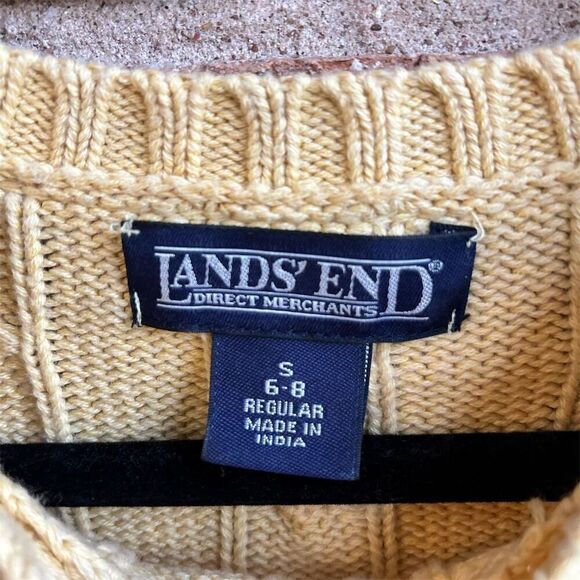 LANDS' END®
DIRECT MERCHANTS
S
6-8
REGULAR
MADE IN
INDIA